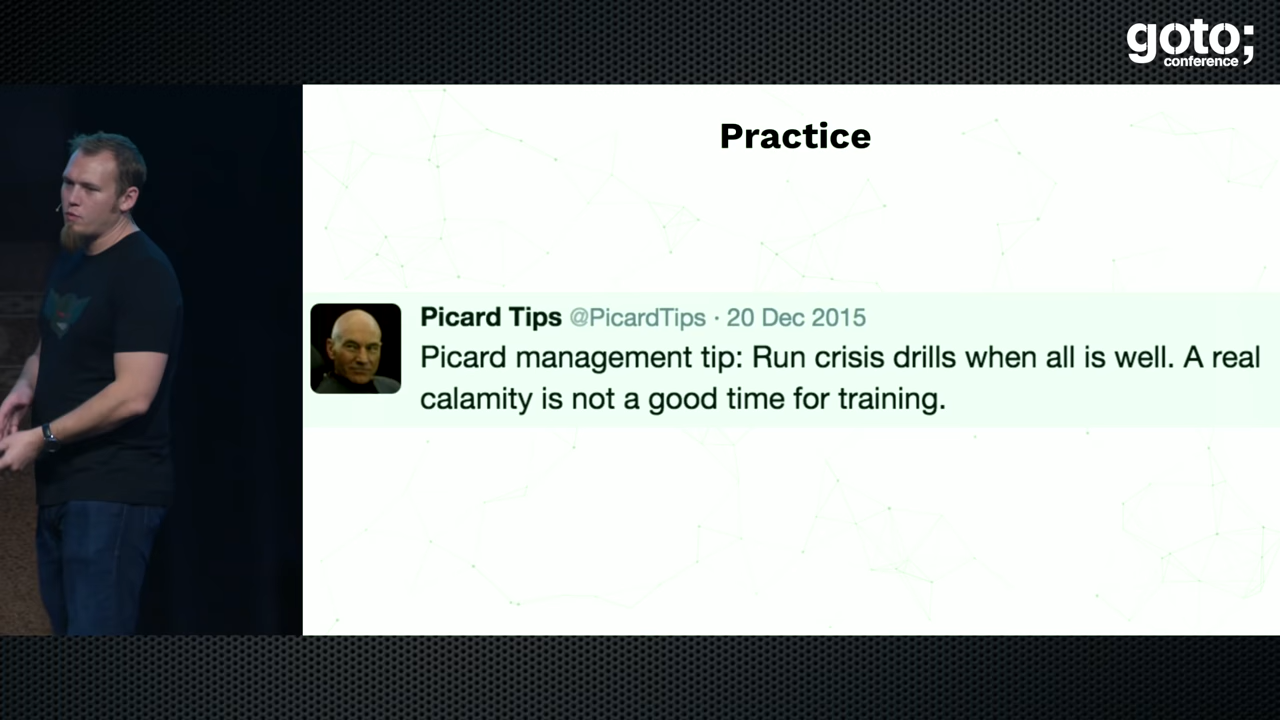 goto;
conference
Practice
Picard Tips @PicardTips · 20 Dec 2015
Picard management tip: Run crisis drills when all is well. A real
calamity is not a good time for training.